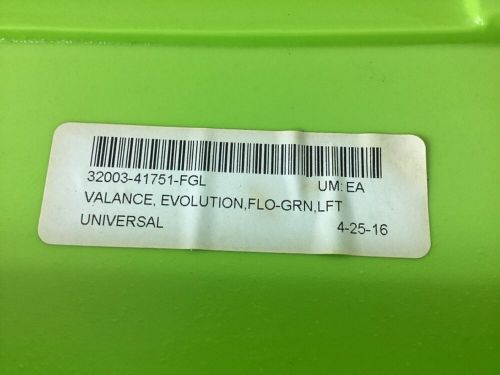 32003-41751-FGL UM: EA
VALANCE, EVOLUTION,FLO-GRN,LFT
UNIVERSAL 4-25-16